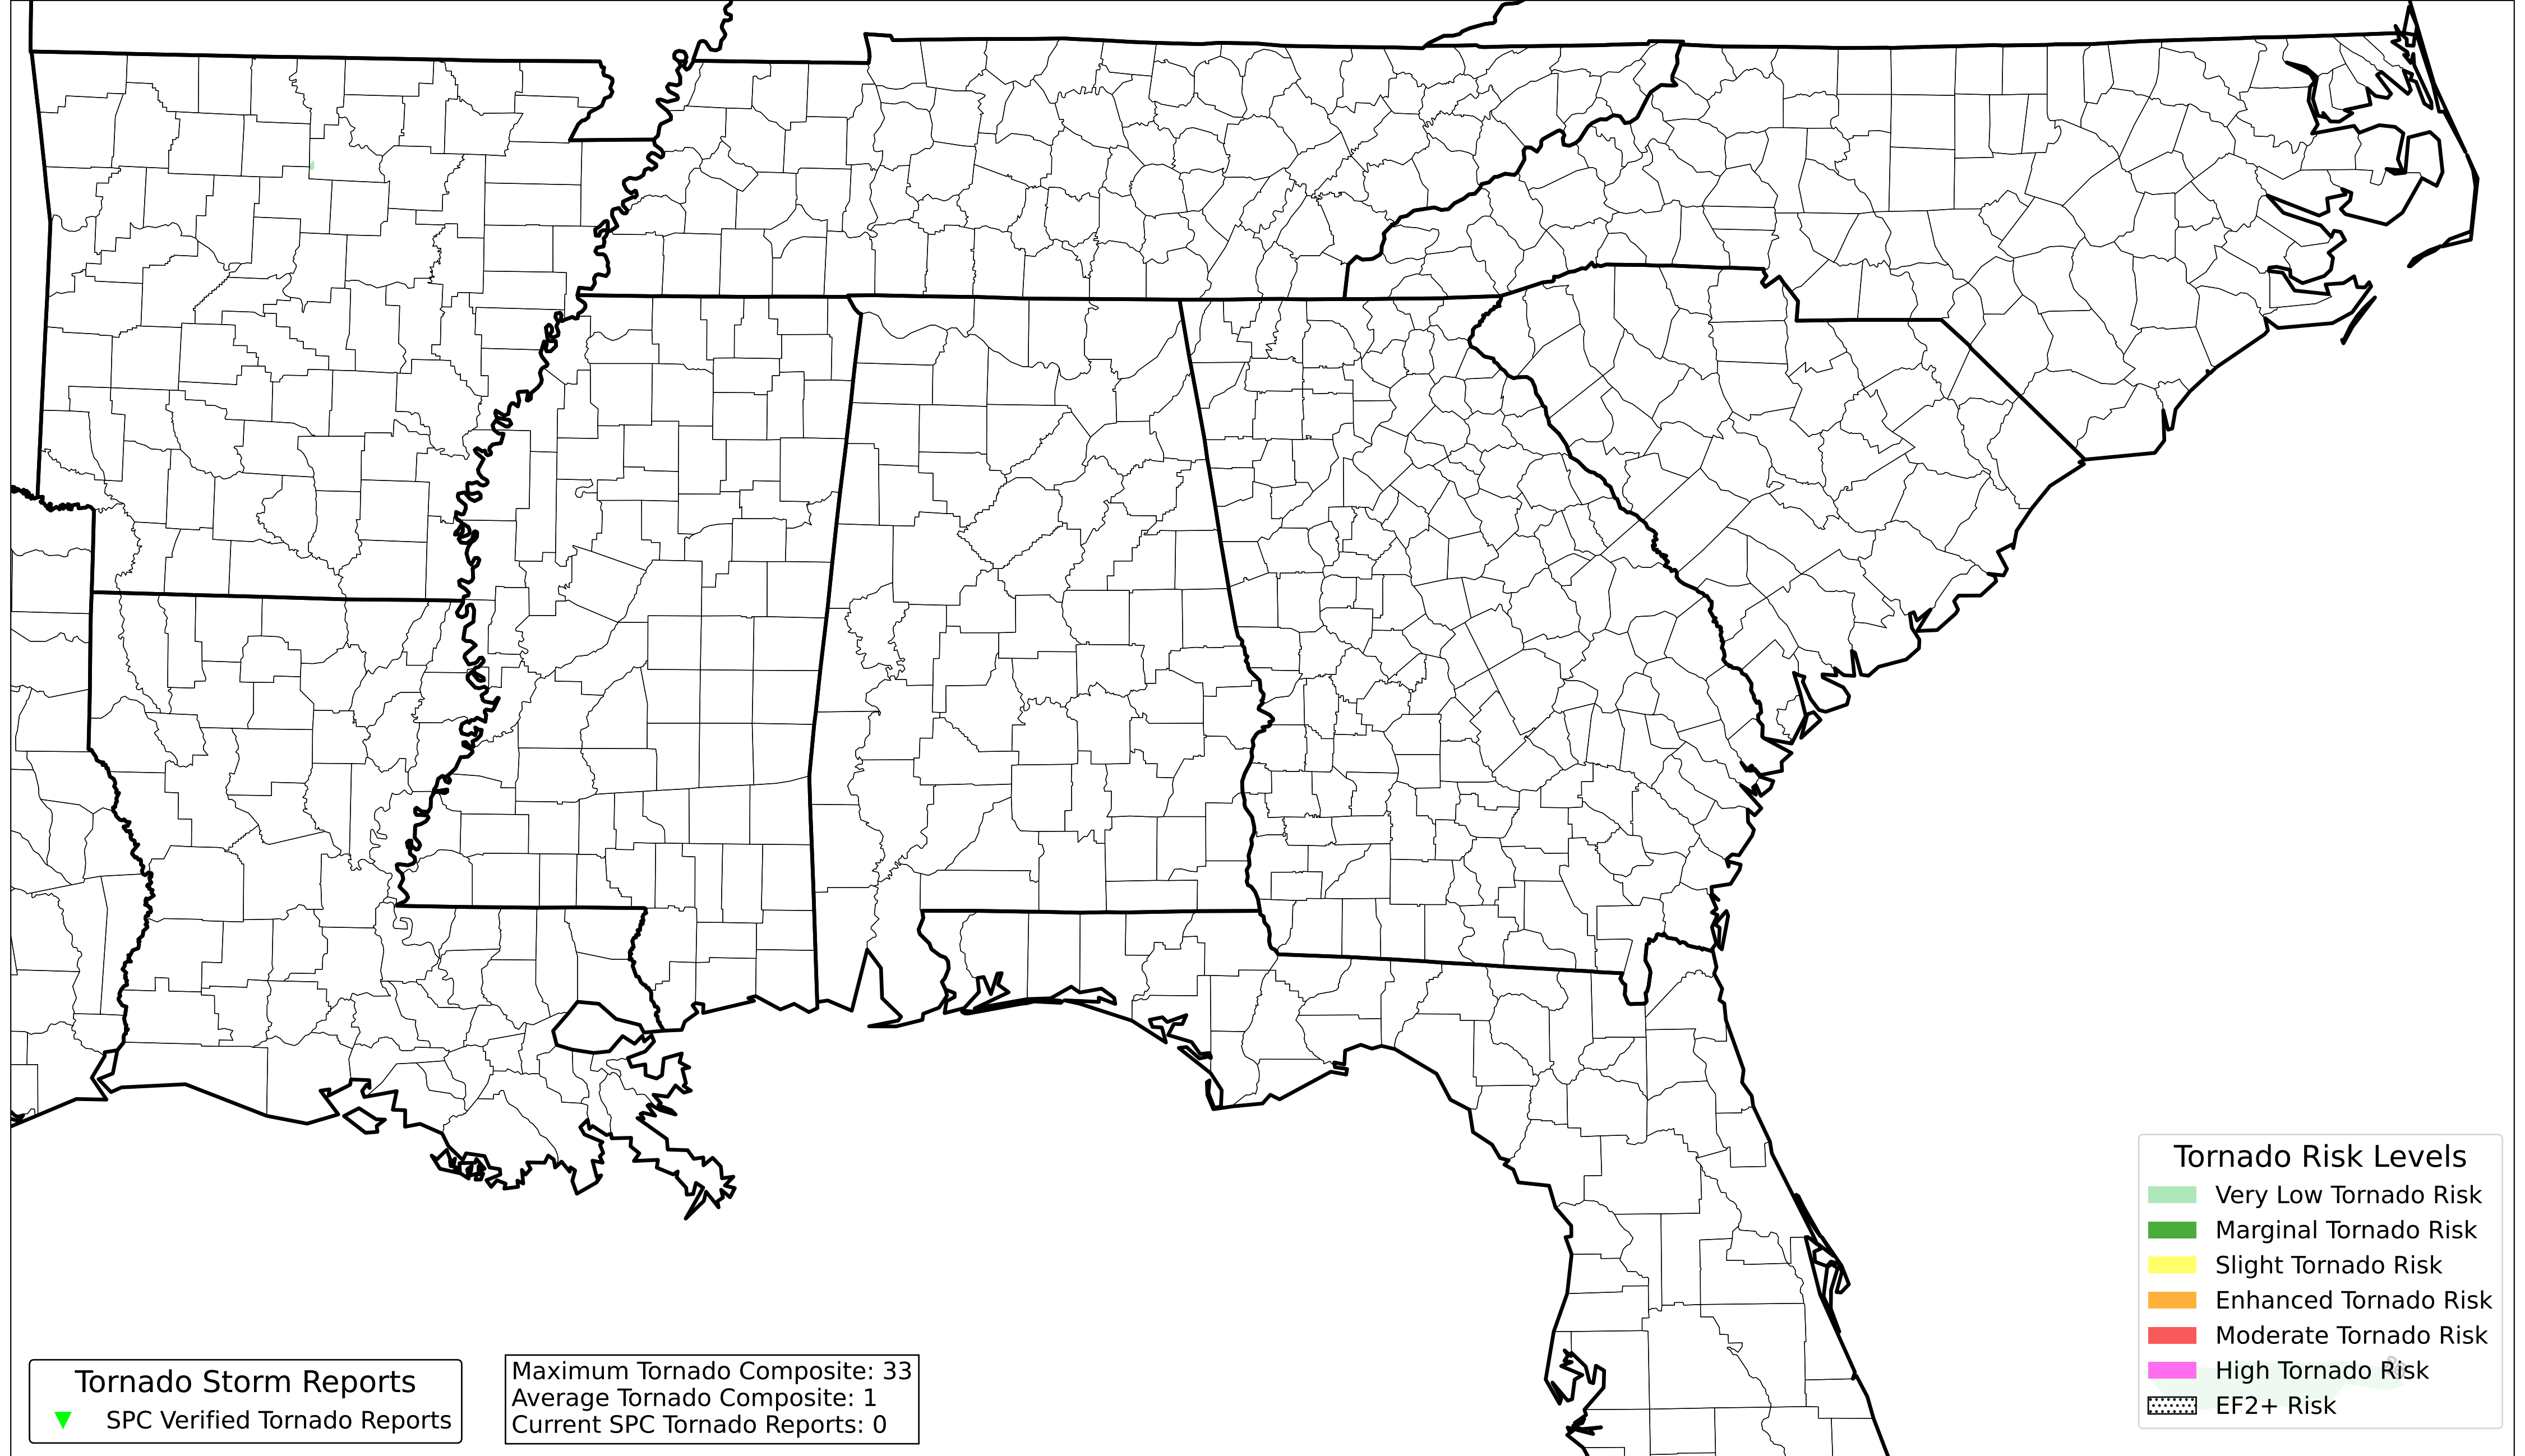 Tornado Risk Levels
Very Low Tornado Risk
Marginal Tornado Risk
Slight Tornado Risk
Enhanced Tornado Risk
Moderate Tornado Risk
High Tornado Risk
EF2+ Risk
Tornado Storm Reports
SPC Verified Tornado Reports
Maximum Tornado Composite: 33
Average Tornado Composite: 1
Current SPC Tornado Reports: 0